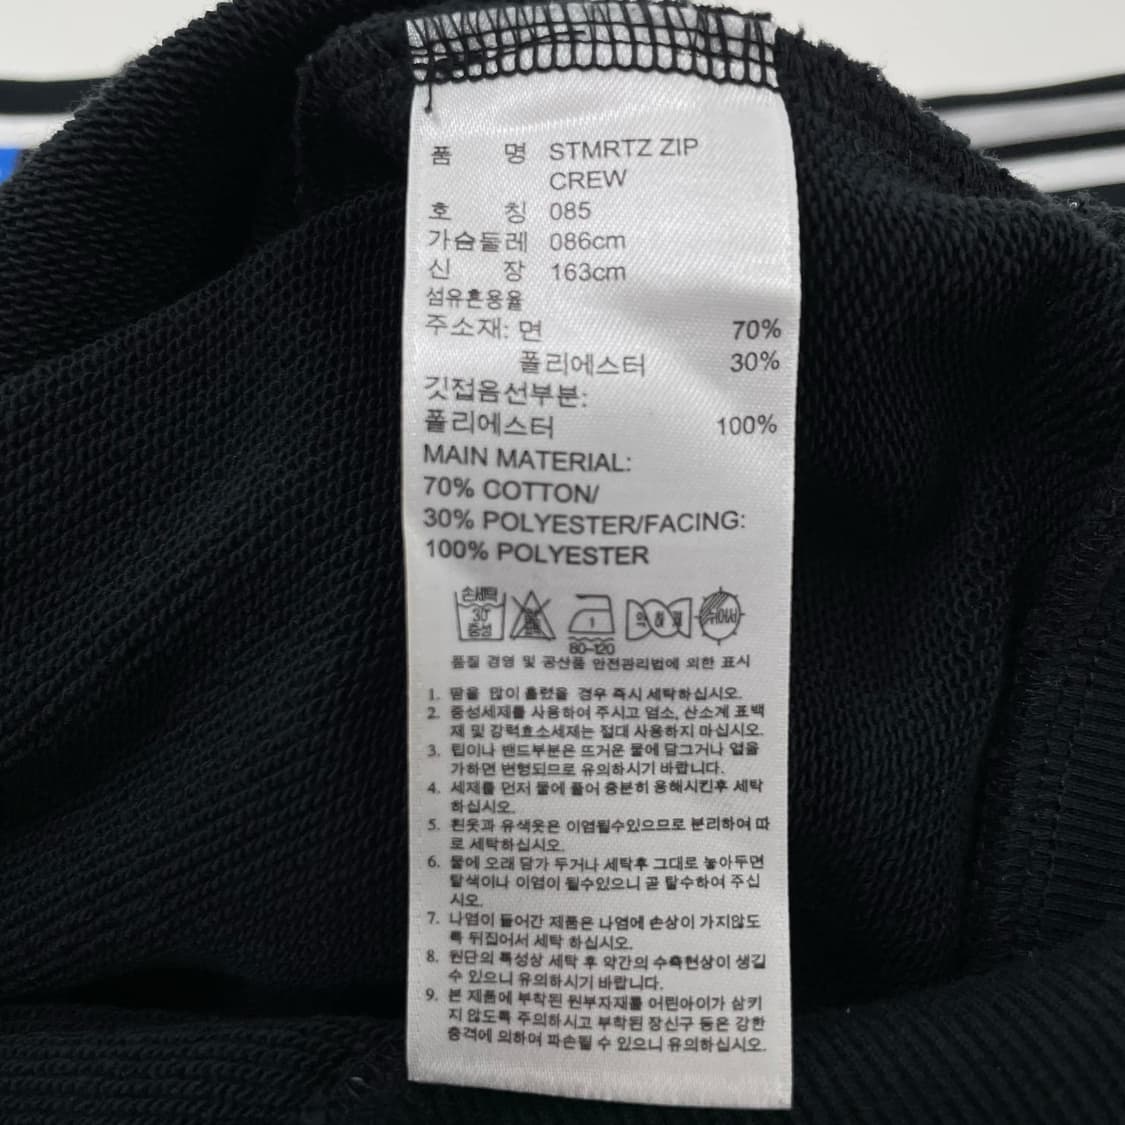 품 명 STMRTZ ZIP
CREW
호 칭 085
가슴둘레 086cm
신 장 163cm
섬유혼용율
주소재: 면 70%
폴리에스터 30%
깃접음선부분:
폴리에스터 100%
MAIN MATERIAL:
70% COTTON/
30% POLYESTER/FACING:
100% POLYESTER
손세탁
30°
중성
1
80-120
약하게
품질 경영 및 공산품 안전관리법에 의한 표시
1. 땀을 많이 흘렸을 경우 즉시 세탁하십시오.
2. 중성세제를 사용하여 주시고 염소, 산소계 표백
제 및 강력효소세제는 절대 사용하지 마십시오.
3. 립이나 밴드부분은 뜨거운 물에 담그거나 열을
가하면 변형되므로 유의하시기 바랍니다.
4. 세제를 먼저 물에 풀어 충분히 용해시킨후 세탁
하십시오.
5. 흰옷과 유색옷은 이염될수있으므로 분리하여 따
로 세탁하십시오.
6. 물에 오래 담가 두거나 세탁후 그대로 놓아두면
탈색이나 이염이 될수있으니 곧 탈수하여 주십
시오.
7. 나염이 들어간 제품은 나염에 손상이 가지않도
록 뒤집어서 세탁 하십시오.
8. 원단의 특성상 세탁 후 약간의 수축현상이 생길
수 있으니 유의하시기 바랍니다.
9. 본 제품에 부착된 원부자재를 어린아이가 삼키
지 않도록 주의하시고 부착된 장신구 등은 강한
충격에 의하여 파손될 수 있으니 유의하십시오.